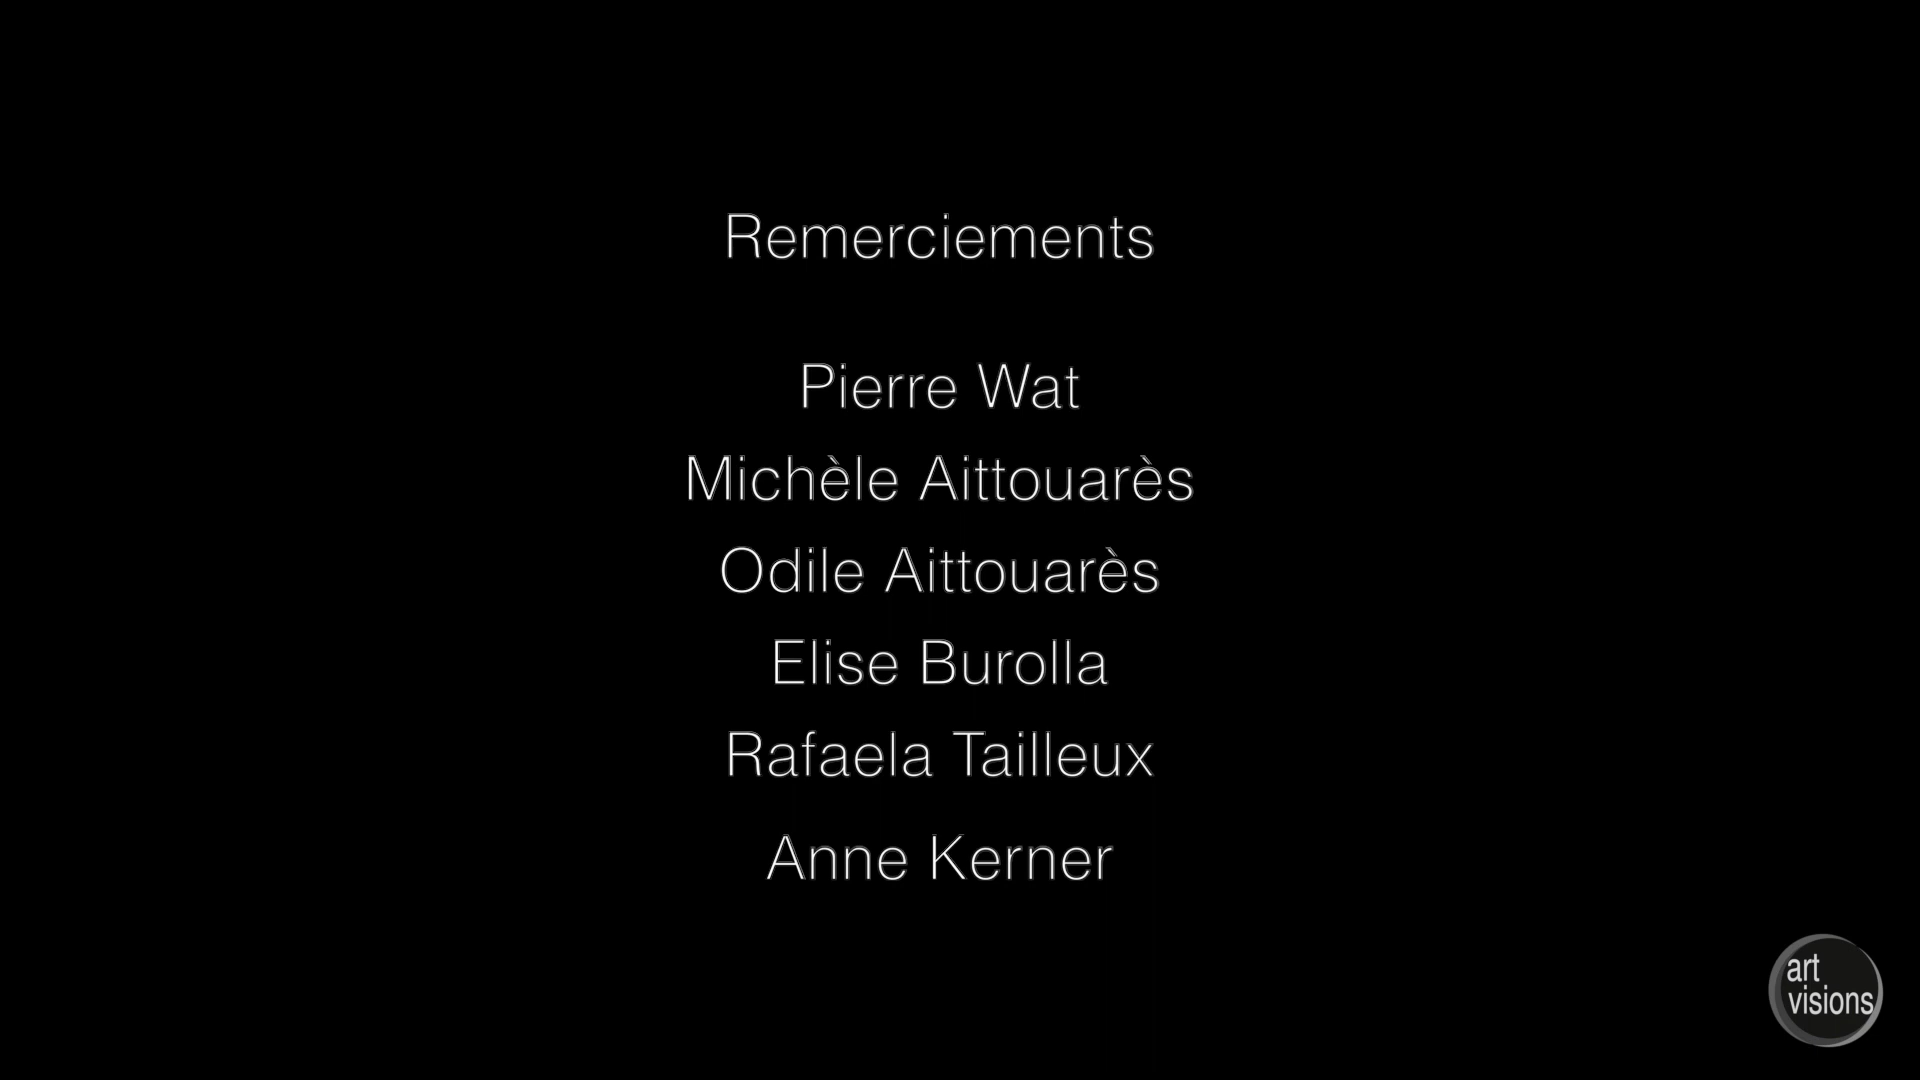 Remerciements
Pierre Wat
Michèle Aittouarès
Odile Aittouarès
Elise Burolla
Rafaela Tailleux
Anne Kerner
art
visions